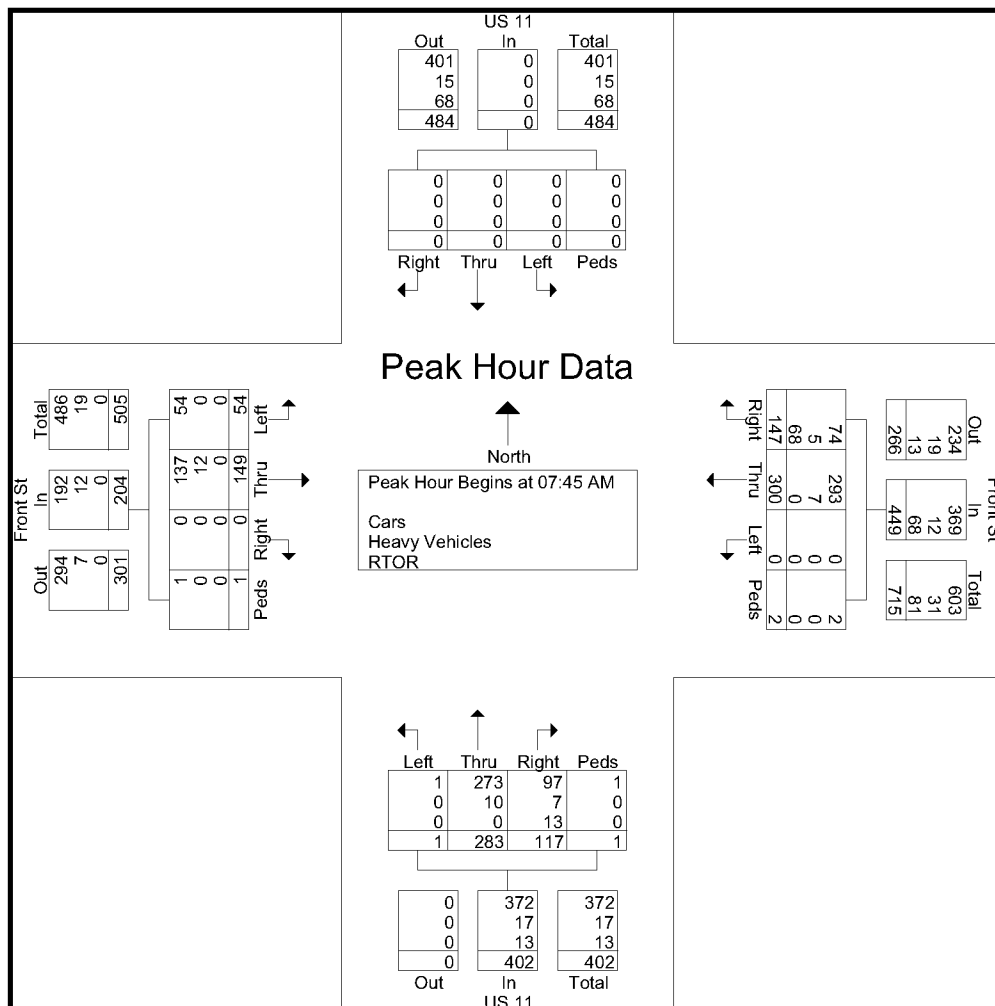 US 11
Out In Total
401 0 401
15 0 15
68 0 68
484 0 484
0 0 0 0
0 0 0 0
0 0 0 0
0 0 0 0
Right Thru Left Peds
Peak Hour Data
North
Peak Hour Begins at 07:45 AM
Cars
Heavy Vehicles
RTOR
Front St
Total In Out
486 192 294
19 12 7
0 0 0
505 204 301
54 137 0 1
0 12 0 0
0 0 0 0
54 149 0 1
Left Thru Right Peds
Right Thru Left Peds
74 293 0 2
5 7 0 0
68 0 0 0
147 300 0 2
Front St
Out In Total
234 369 603
19 12 31
13 68 81
266 449 715
Left Thru Right Peds
1 273 97 1
0 10 7 0
0 0 13 0
1 283 117 1
0 372 372
0 17 17
0 13 13
0 402 402
Out In Total
US 11